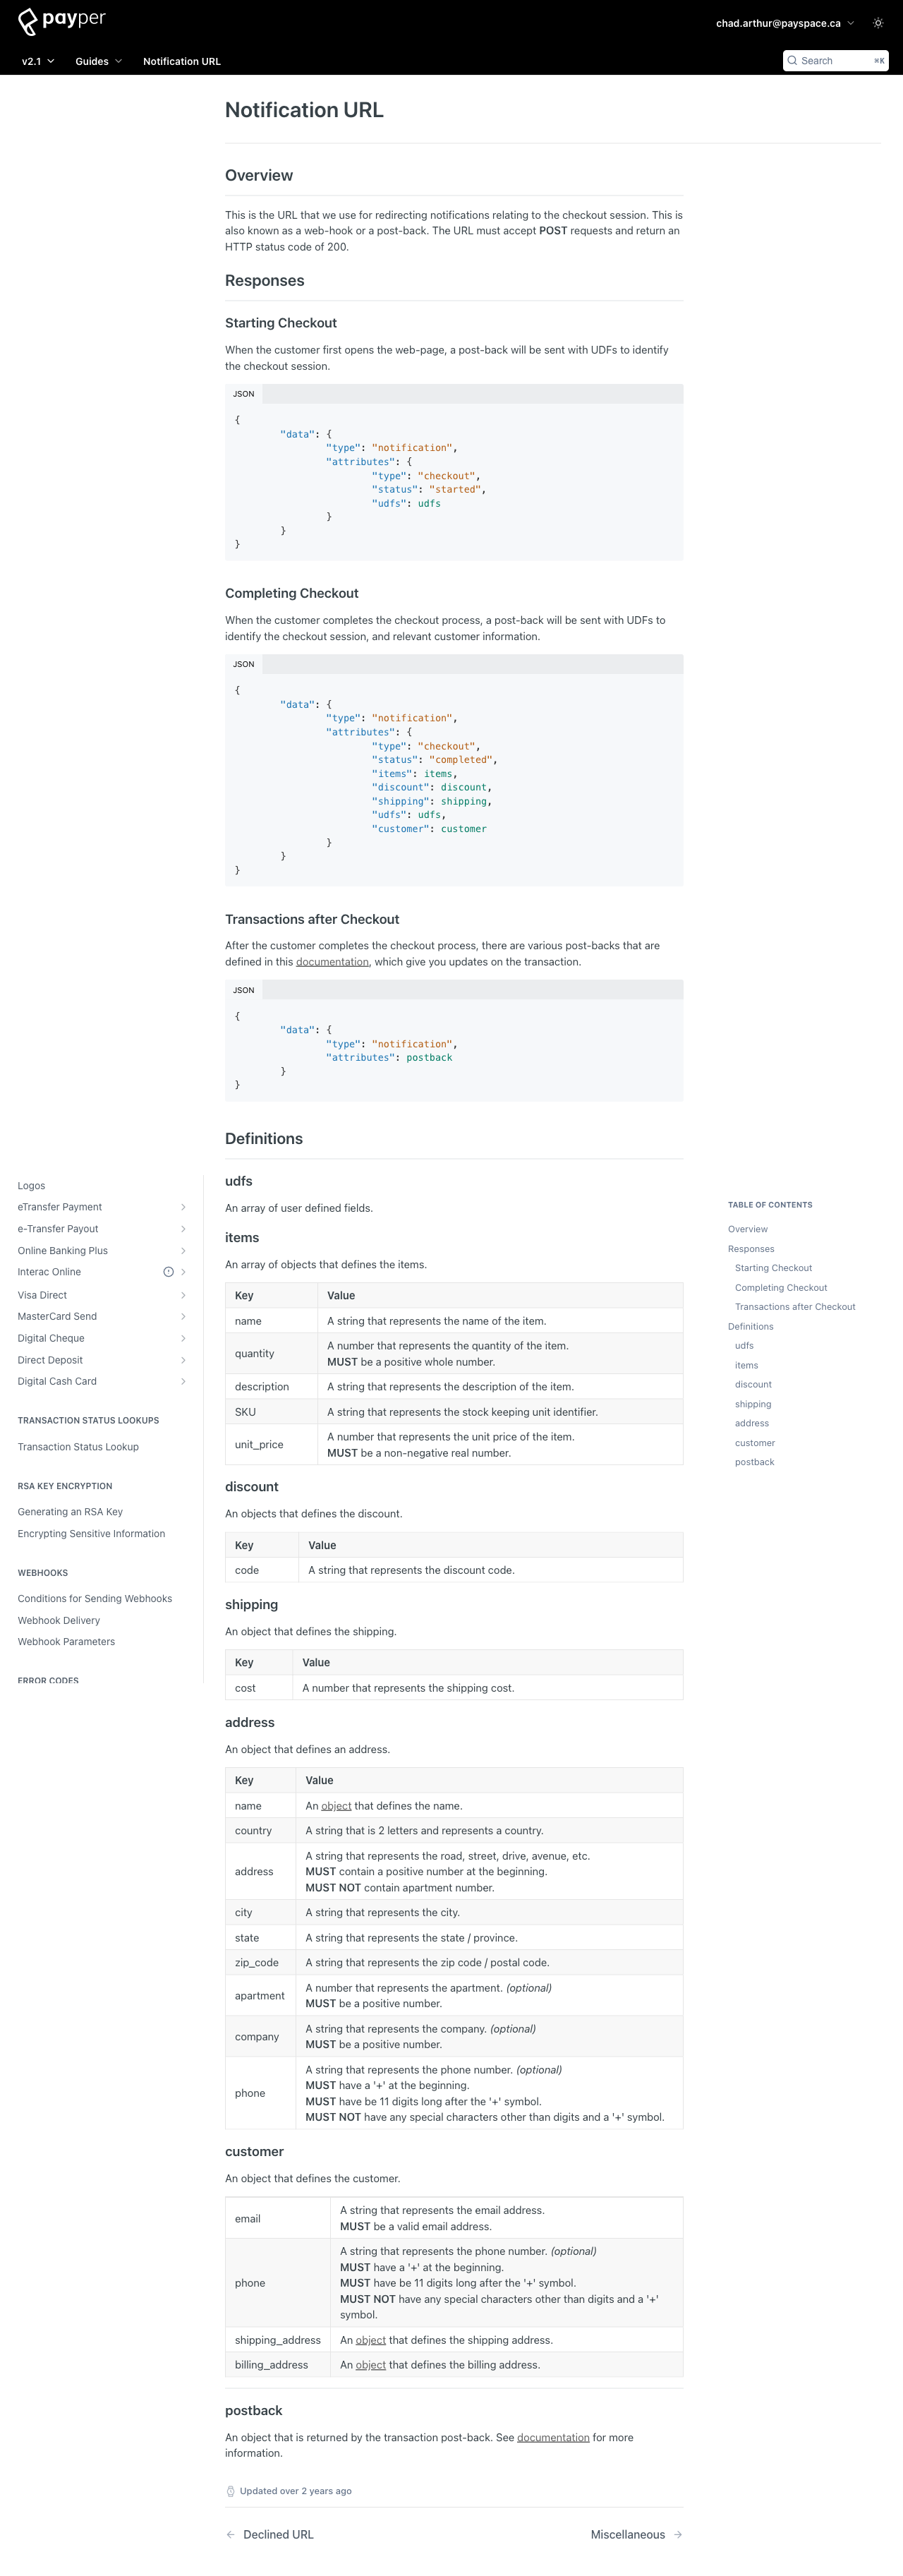 payper
chad.arthur@payspace.ca
v2.1 Guides Notification URL
Search ⌘K
Notification URL
Overview
This is the URL that we use for redirecting notifications relating to the checkout session. This is
also known as a web-hook or a post-back. The URL must accept POST requests and return an
HTTP status code of 200.
Responses
Starting Checkout
When the customer first opens the web-page, a post-back will be sent with UDFs to identify
the checkout session.
JSON
{
"data": {
"type": "notification",
"attributes": {
"type": "checkout",
"status": "started",
"udfs": udfs
}
}
}
Completing Checkout
When the customer completes the checkout process, a post-back will be sent with UDFs to
identify the checkout session, and relevant customer information.
JSON
{
"data": {
"type": "notification",
"attributes": {
"type": "checkout",
"status": "completed",
"items": items,
"discount": discount,
"shipping": shipping,
"udfs": udfs,
"customer": customer
}
}
}
Transactions after Checkout
After the customer completes the checkout process, there are various post-backs that are
defined in this documentation, which give you updates on the transaction.
JSON
{
"data": {
"type": "notification",
"attributes": postback
}
}
Logos
eTransfer Payment
e-Transfer Payout
Online Banking Plus
Interac Online
Visa Direct
MasterCard Send
Digital Cheque
Direct Deposit
Digital Cash Card
TRANSACTION STATUS LOOKUPS
Transaction Status Lookup
RSA KEY ENCRYPTION
Generating an RSA Key
Encrypting Sensitive Information
WEBHOOKS
Conditions for Sending Webhooks
Webhook Delivery
Webhook Parameters
ERROR CODES
Definitions
udfs
An array of user defined fields.
items
An array of objects that defines the items.
Key Value
name A string that represents the name of the item.
quantity A number that represents the quantity of the item.
MUST be a positive whole number.
description A string that represents the description of the item.
SKU A string that represents the stock keeping unit identifier.
unit_price A number that represents the unit price of the item.
MUST be a non-negative real number.
discount
An objects that defines the discount.
Key Value
code A string that represents the discount code.
shipping
An object that defines the shipping.
Key Value
cost A number that represents the shipping cost.
address
An object that defines an address.
Key Value
name An object that defines the name.
country A string that is 2 letters and represents a country.
address A string that represents the road, street, drive, avenue, etc.
MUST contain a positive number at the beginning.
MUST NOT contain apartment number.
city A string that represents the city.
state A string that represents the state / province.
zip_code A string that represents the zip code / postal code.
apartment A number that represents the apartment. (optional)
MUST be a positive number.
company A string that represents the company. (optional)
MUST be a positive number.
phone A string that represents the phone number. (optional)
MUST have a '+' at the beginning.
MUST have be 11 digits long after the '+' symbol.
MUST NOT have any special characters other than digits and a '+' symbol.
customer
An object that defines the customer.
email A string that represents the email address.
MUST be a valid email address.
phone A string that represents the phone number. (optional)
MUST have a '+' at the beginning.
MUST have be 11 digits long after the '+' symbol.
MUST NOT have any special characters other than digits and a '+'
symbol.
shipping_address An object that defines the shipping address.
billing_address An object that defines the billing address.
postback
An object that is returned by the transaction post-back. See documentation for more
information.
Updated over 2 years ago
Declined URL Miscellaneous
TABLE OF CONTENTS
Overview
Responses
Starting Checkout
Completing Checkout
Transactions after Checkout
Definitions
udfs
items
discount
shipping
address
customer
postback